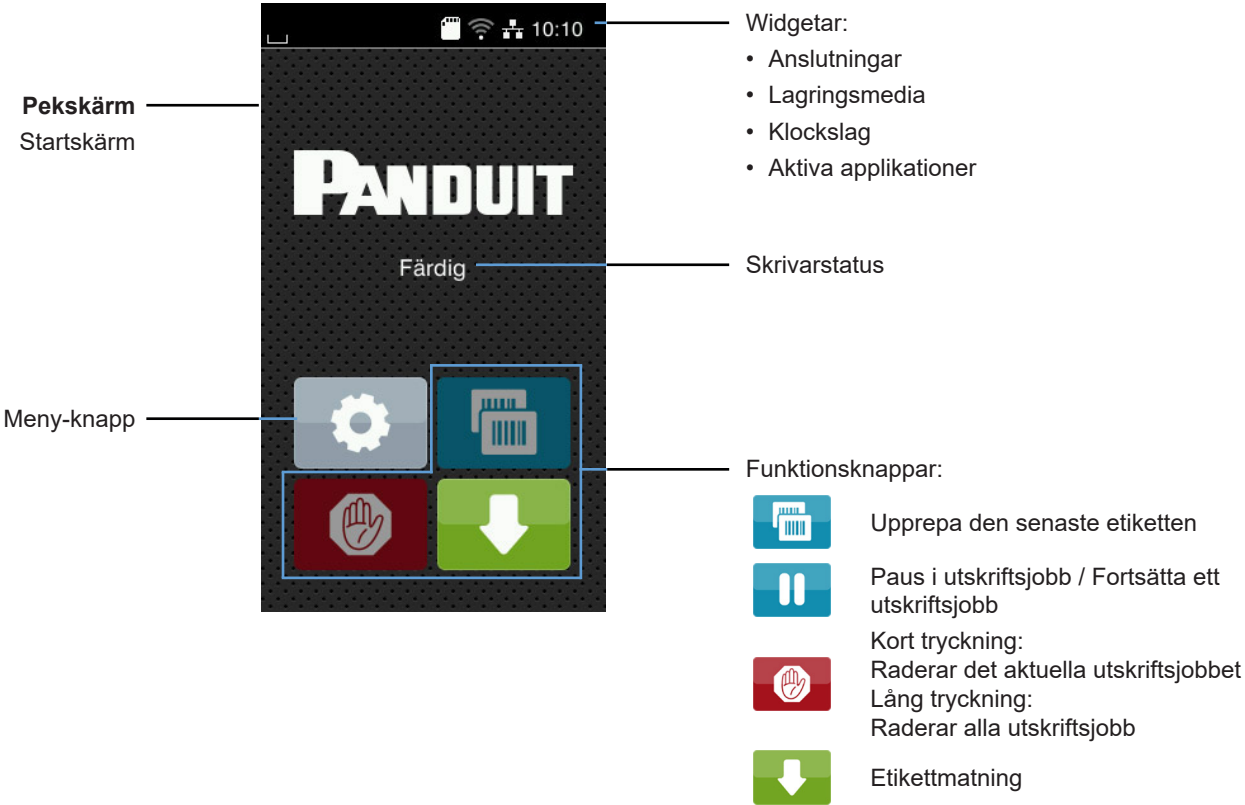 10:10
Widgetar:
• Anslutningar
• Lagringsmedia
• Klockslag
• Aktiva applikationer
Pekskärm
Startskärm
PANDUIT
Färdig
Skrivarstatus
Meny-knapp
Funktionsknappar:
Upprepa den senaste etiketten
Paus i utskriftsjobb / Fortsätta ett
utskriftsjobb
Kort tryckning:
Raderar det aktuella utskriftsjobbet
Lång tryckning:
Raderar alla utskriftsjobb
Etikettmatning